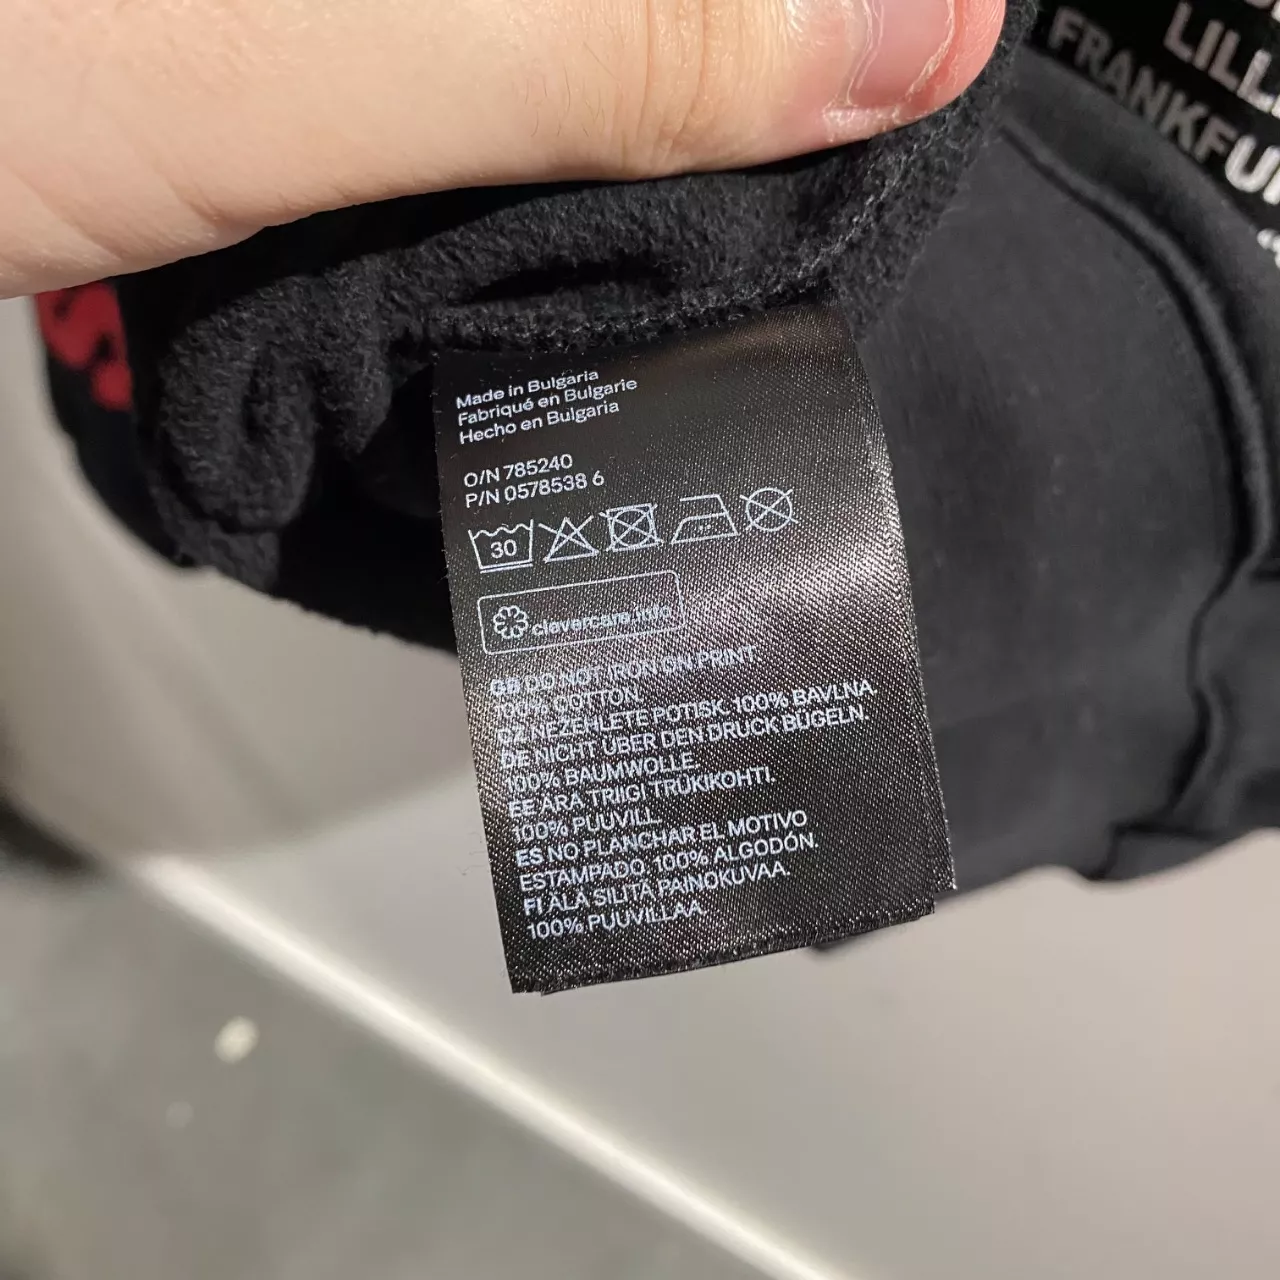 LILL
FRANKFU
Made in Bulgaria
Fabriqué en Bulgarie
Hecho en Bulgaria
O/N 785240
P/N 0578538 6
30
clevercare.info
GB DO NOT IRON ON PRINT.
100% COTTON.
CZ NEZEHLETE POTISK. 100% BAVLNA
DE NICHT ÜBER DEN DRUCK BÜGELN.
100% BAUMWOLLE.
EE ÄRA TRIIGI TRÜKIKOHTI.
100% PUUVILL.
ES NO PLANCHAR EL MOTIVO
ESTAMPADO. 100% ALGODÓN.
FI ÄLÄ SILITÄ PAINOKUVAA.
100% PUUVILLAA.